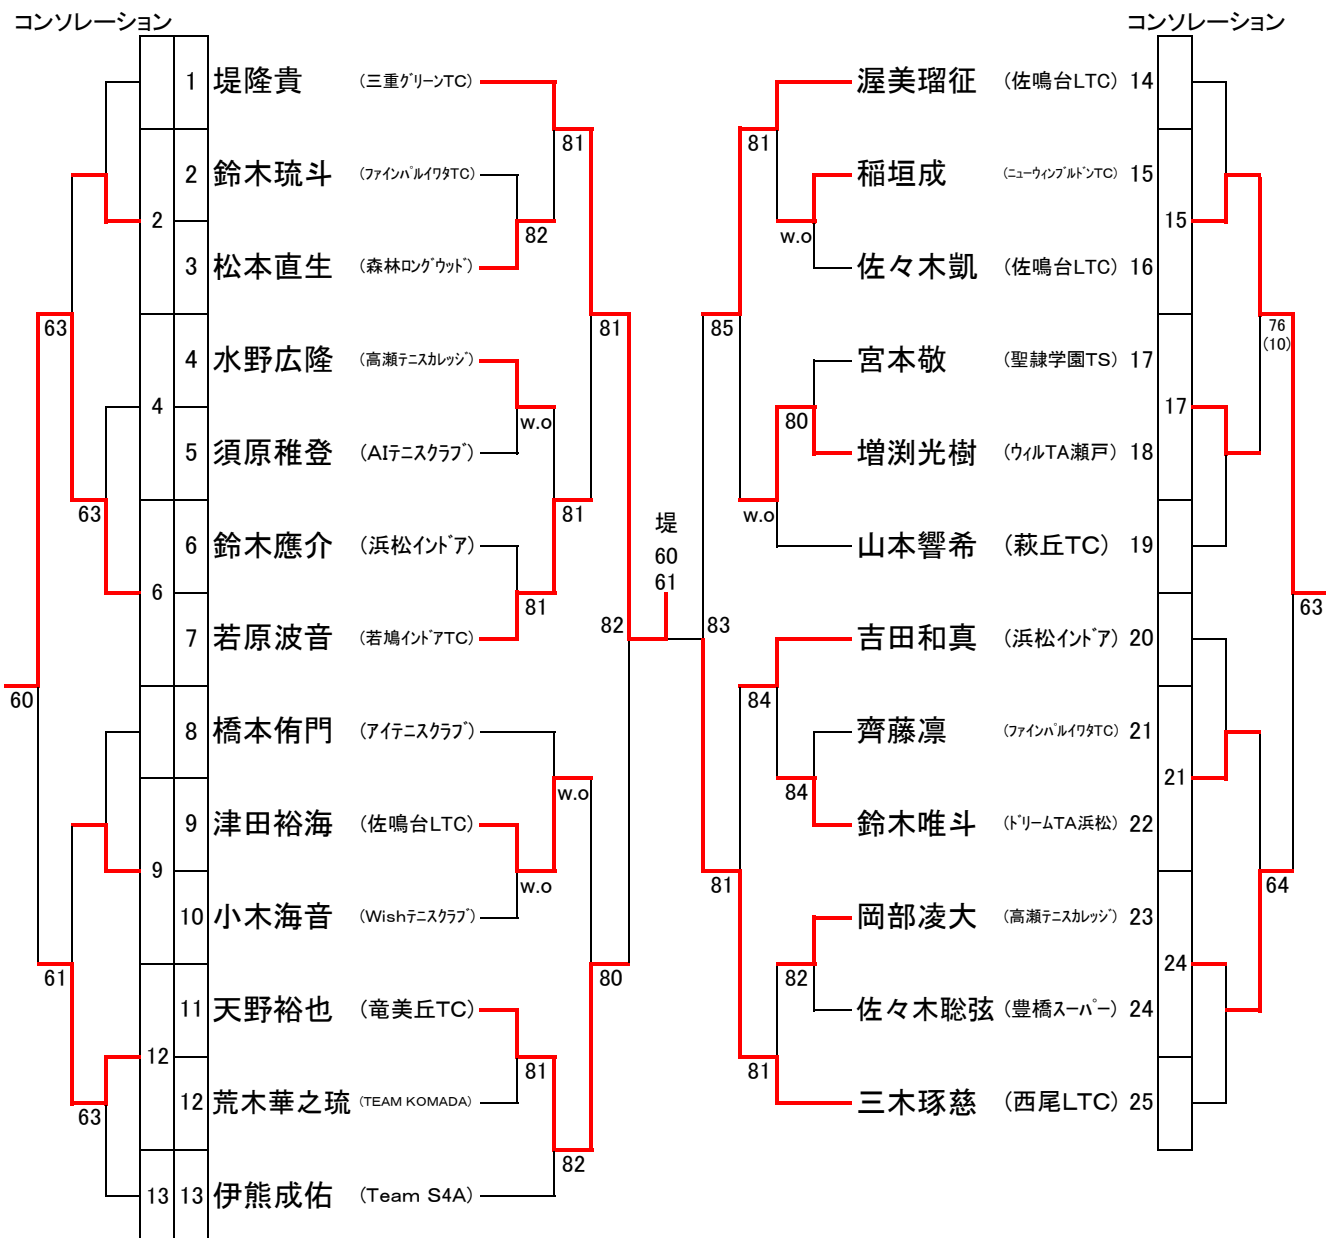 コンソレーション
コンソレーション
1 堤隆貴 (三重グリーンTC)
2 鈴木琉斗 (ファインパルイワタTC)
3 松本直生 (森林ロングウッド)
4 水野広隆 (高瀬テニスカレッジ)
5 須原稚登 (AIテニスクラブ)
6 鈴木應介 (浜松インドア)
7 若原波音 (若鳩インドアTC)
8 橋本侑門 (アイテニスクラブ)
9 津田裕海 (佐鳴台LTC)
10 小木海音 (Wishテニスクラブ)
11 天野裕也 (竜美丘TC)
12 荒木華之琉 (TEAM KOMADA)
13 13 伊熊成佑 (Team S4A)
2
4
6
9
12
63
63
60
61
63
81
82
81
w.o
81
81
82
w.o
w.o
80
81
82
堤
60
61
83
81
w.o
85
80
w.o
84
84
81
82
81
渥美瑠征 (佐鳴台LTC) 14
稲垣成 (ニューウィンブルドンTC) 15
佐々木凱 (佐鳴台LTC) 16
宮本敬 (聖隷学園TS) 17
増渕光樹 (ウィルTA瀬戸) 18
山本響希 (萩丘TC) 19
吉田和真 (浜松インドア) 20
齊藤凛 (ファインパルイワタTC) 21
鈴木唯斗 (ドリームTA浜松) 22
岡部凌大 (高瀬テニスカレッジ) 23
佐々木聡弦 (豊橋スーパー) 24
三木琢慈 (西尾LTC) 25
15
17
21
24
76
(10)
63
64